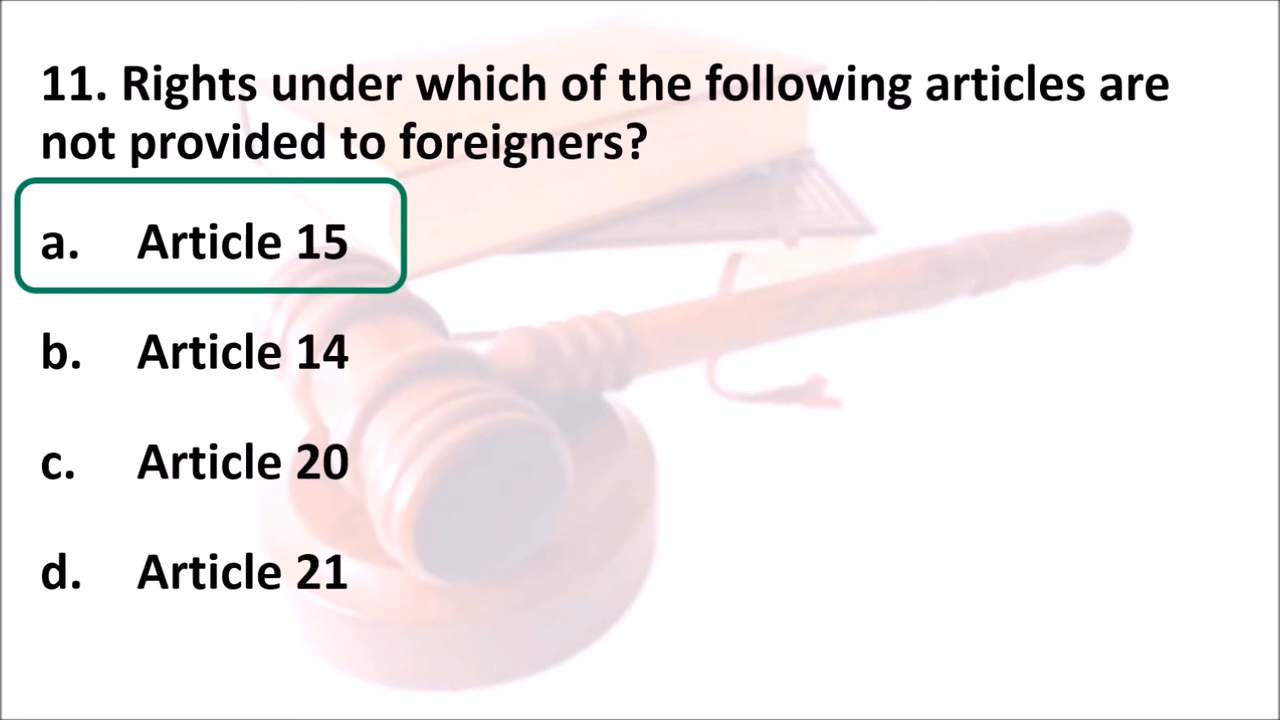 11. Rights under which of the following articles are
not provided to foreigners?
a. Article 15
b. Article 14
c. Article 20
d. Article 21